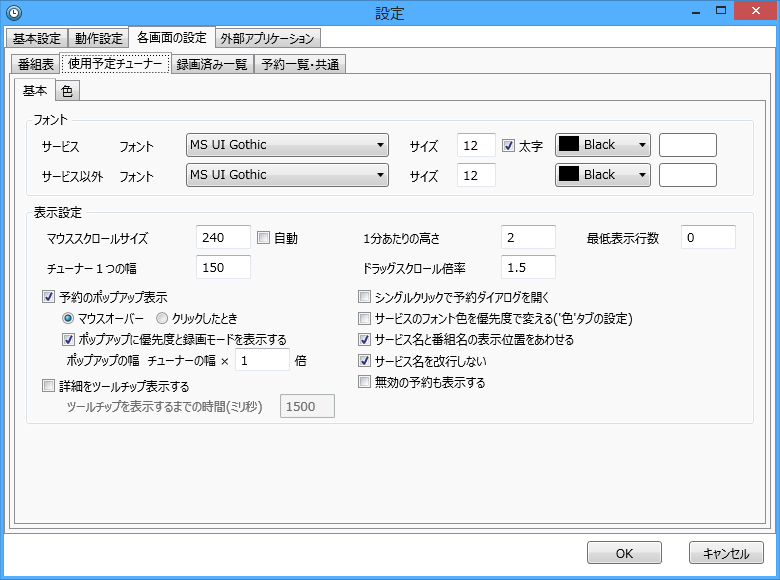 設定
基本設定 動作設定 各画面の設定 外部アプリケーション
番組表 使用予定チューナー 録画済み一覧 予約一覧・共通
基本 色
フォント
サービス フォント MS UI Gothic サイズ 12 太字 Black
サービス以外 フォント MS UI Gothic サイズ 12 Black
表示設定
マウススクロールサイズ 240 自動 1分あたりの高さ 2 最低表示行数 0
チューナー１つの幅 150 ドラッグスクロール倍率 1.5
予約のポップアップ表示 シングルクリックで予約ダイアログを開く
マウスオーバー クリックしたとき サービスのフォント色を優先度で変える('色'タブの設定)
ポップアップに優先度と録画モードを表示する サービス名と番組名の表示位置をあわせる
ポップアップの幅 チューナーの幅 × 1 倍 サービス名を改行しない
詳細をツールチップ表示する 無効の予約も表示する
ツールチップを表示するまでの時間(ミリ秒) 1500
OK キャンセル